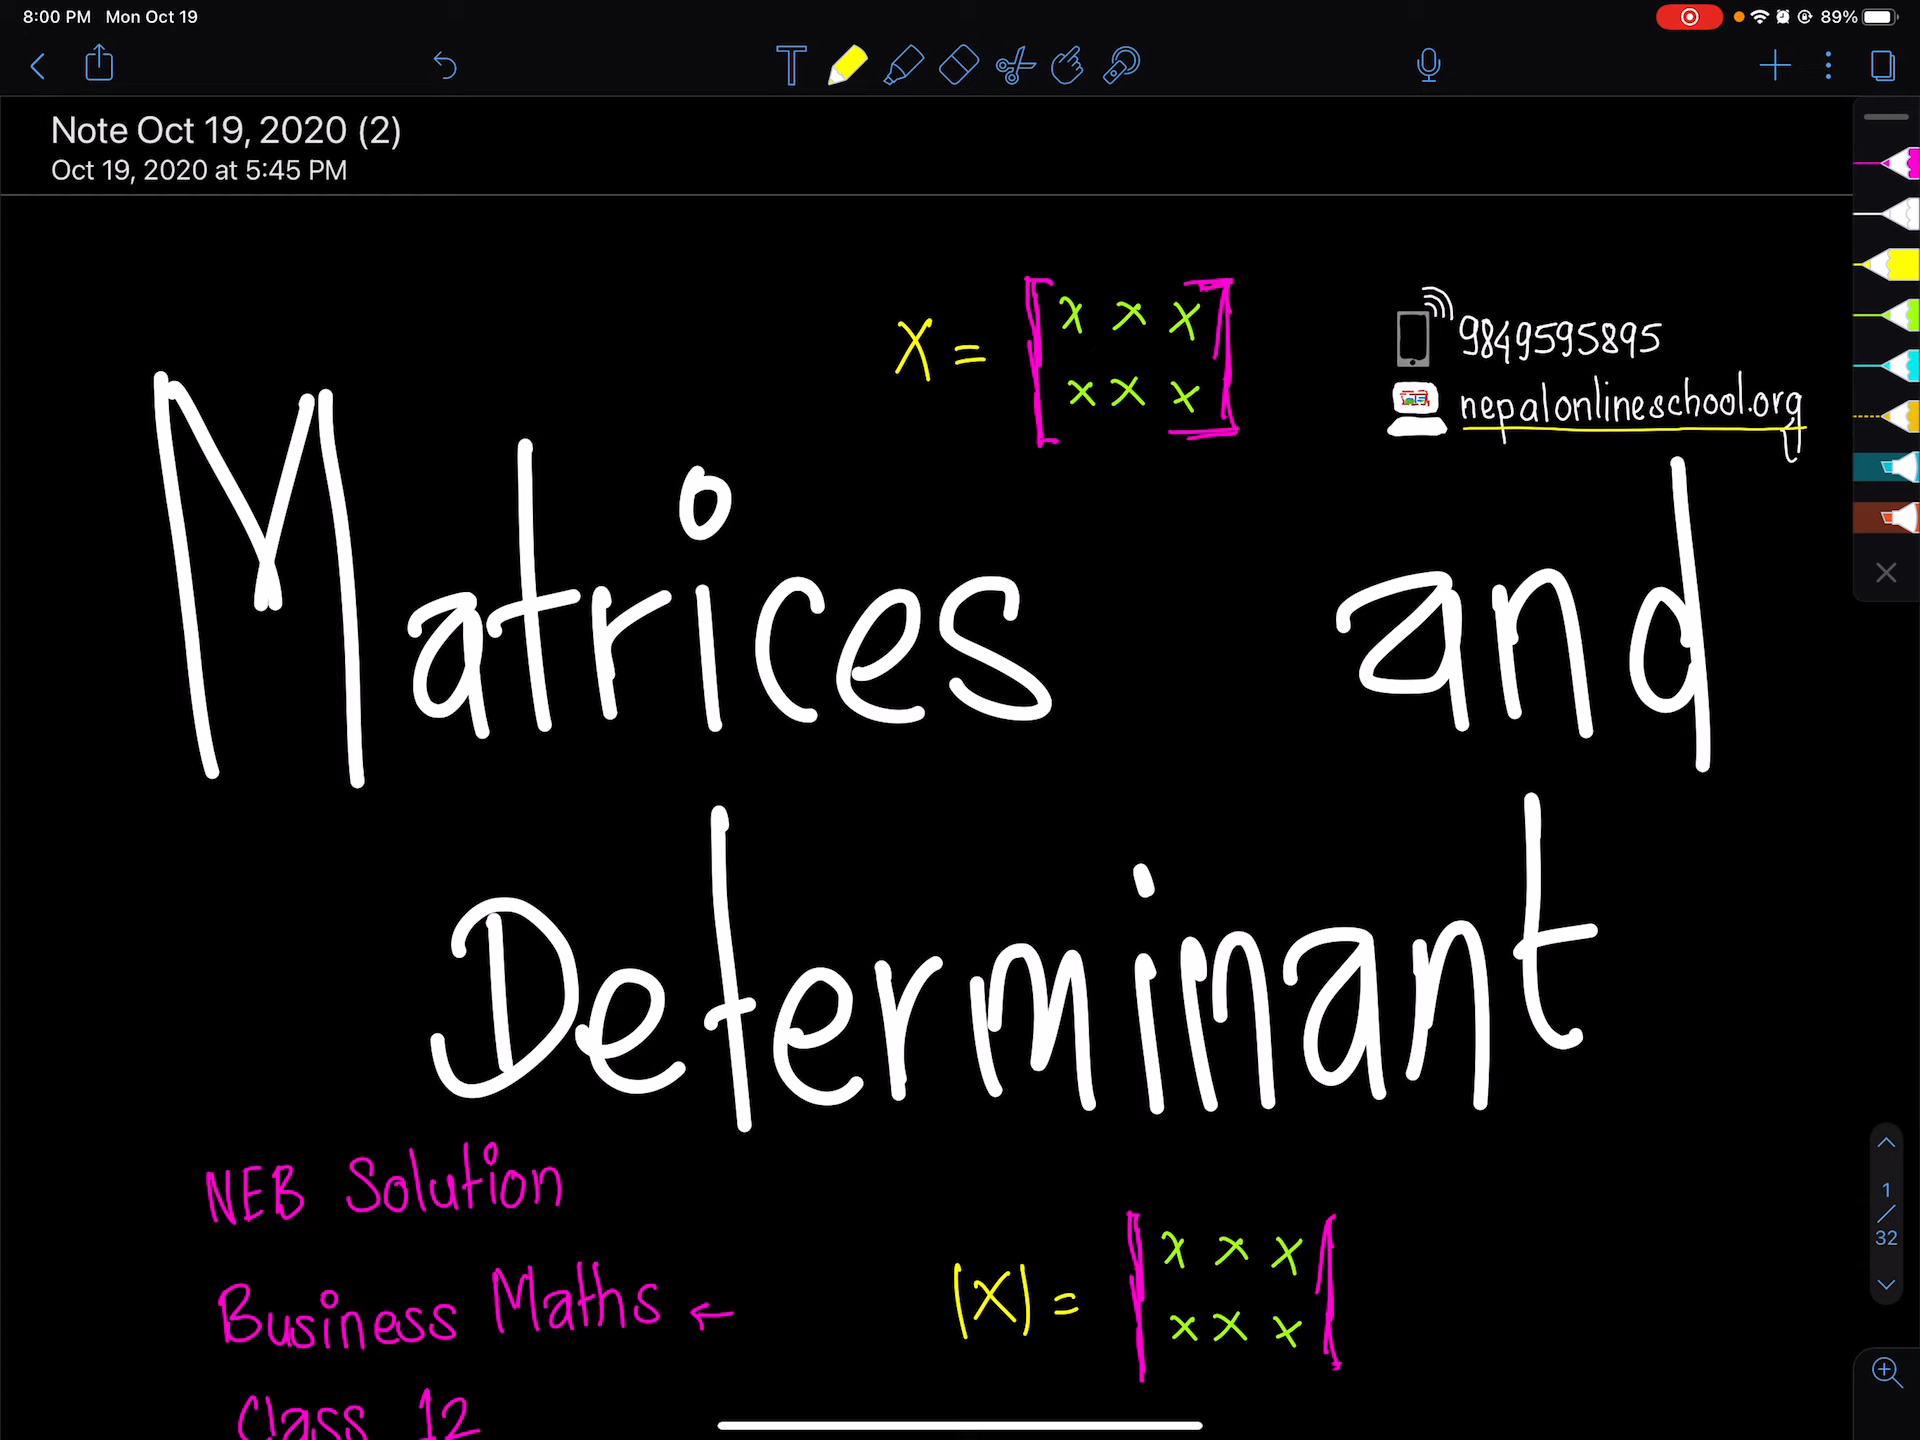 8:00 PM Mon Oct 19
89%
Note Oct 19, 2020 (2)
Oct 19, 2020 at 5:45 PM
X = [x x x
x x x]
9849595895
nepalonlineschool.org
Matrices and
Determinant
NEB Solution
Business Maths ←
Class 12
|X| = |x x x
x x x|
1
/
32